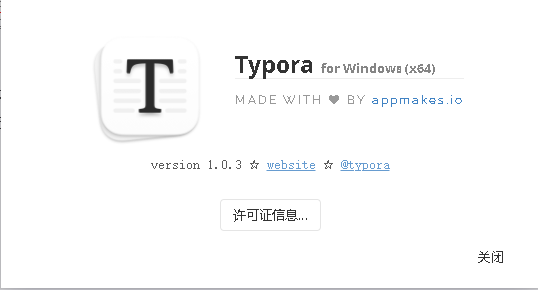 T
Typora for Windows (x64)
MADE WITH ❤ BY appmakes.io
version 1.0.3 ☆ website ☆ @typora
许可证信息...
关闭